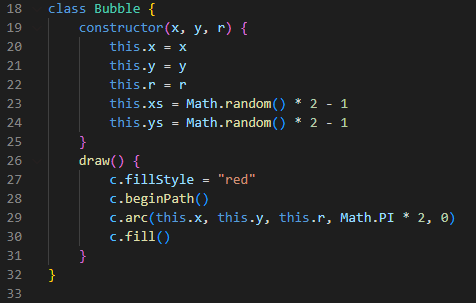 18 class Bubble {
19     constructor(x, y, r) {
20         this.x = x
21         this.y = y
22         this.r = r
23         this.xs = Math.random() * 2 - 1
24         this.ys = Math.random() * 2 - 1
25     }
26     draw() {
27         c.fillStyle = "red"
28         c.beginPath()
29         c.arc(this.x, this.y, this.r, Math.PI * 2, 0)
30         c.fill()
31     }
32 }
33